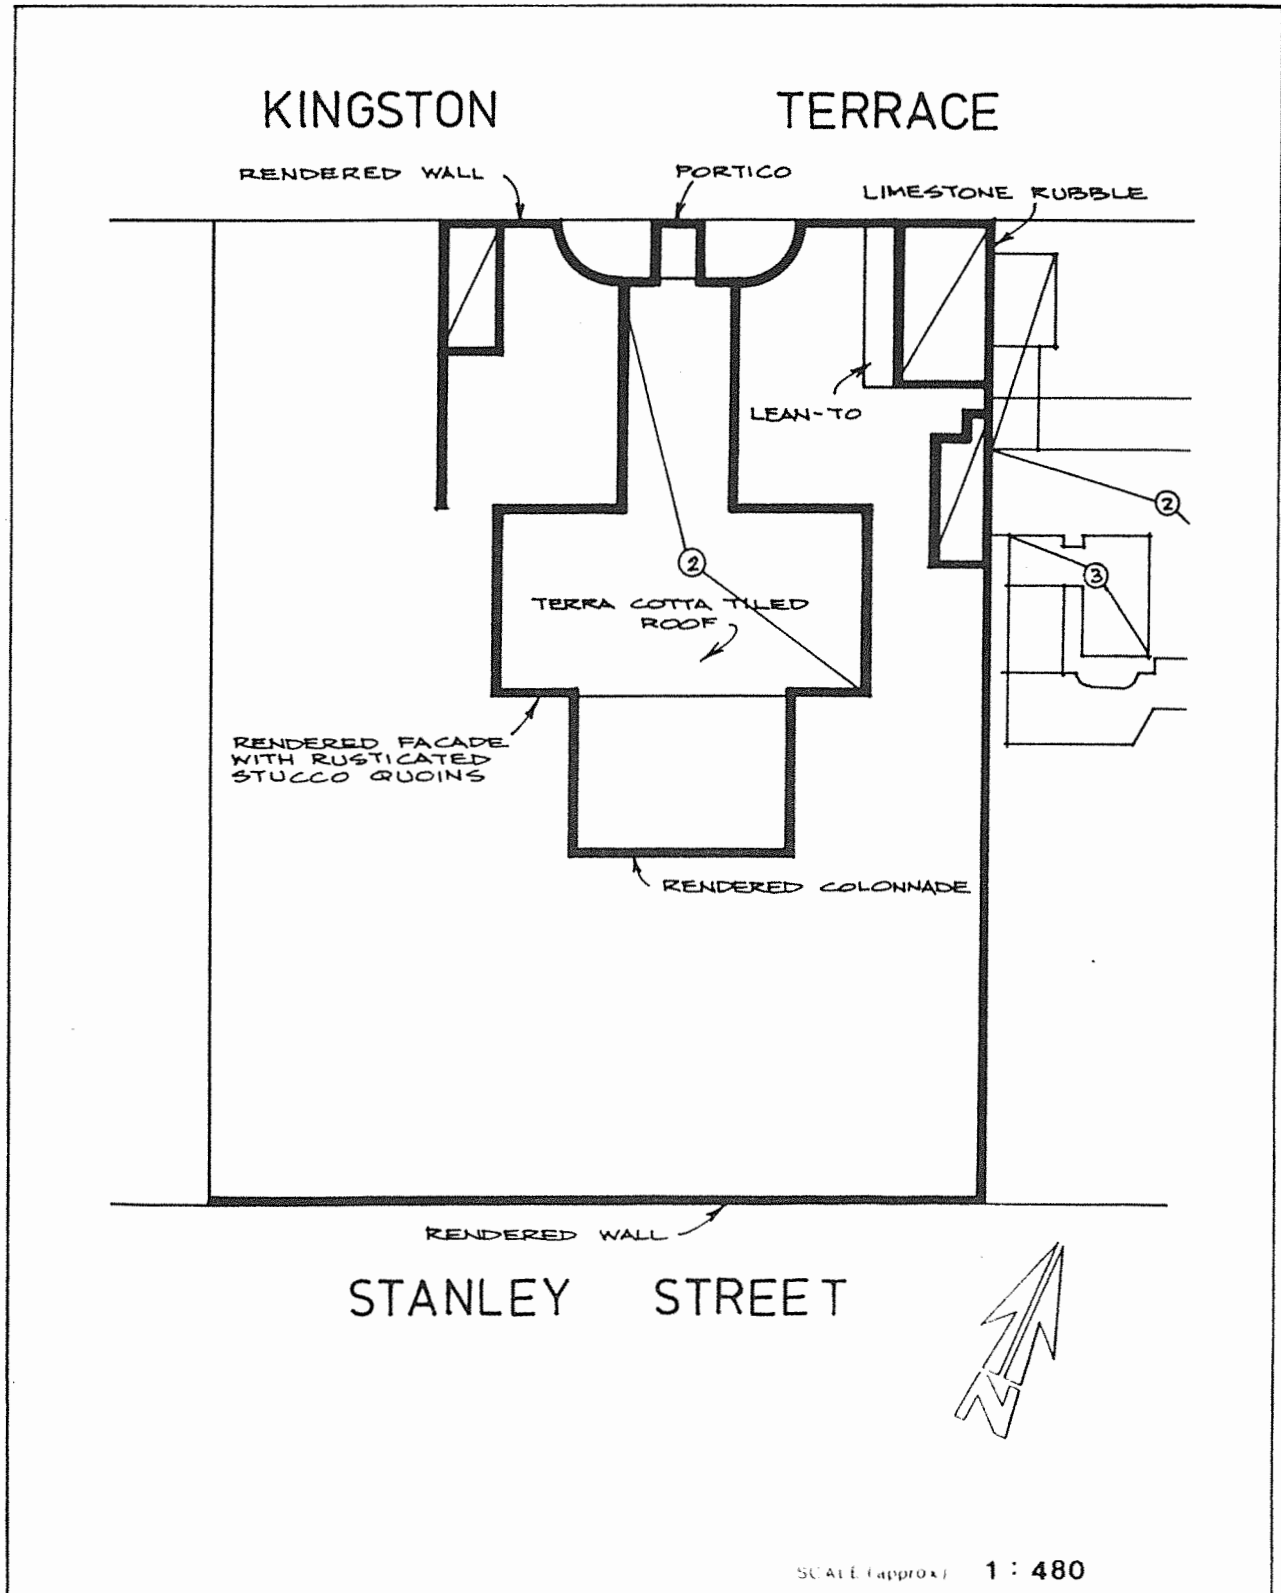 KINGSTON TERRACE
RENDERED WALL
PORTICO
LIMESTONE RUBBLE
LEAN-TO
2
3
2
TERRA COTTA TILED
ROOF
RENDERED FACADE
WITH RUSTICATED
STUCCO QUOINS
RENDERED COLONNADE
RENDERED WALL
STANLEY STREET
N
SCALE (approx) 1 : 480